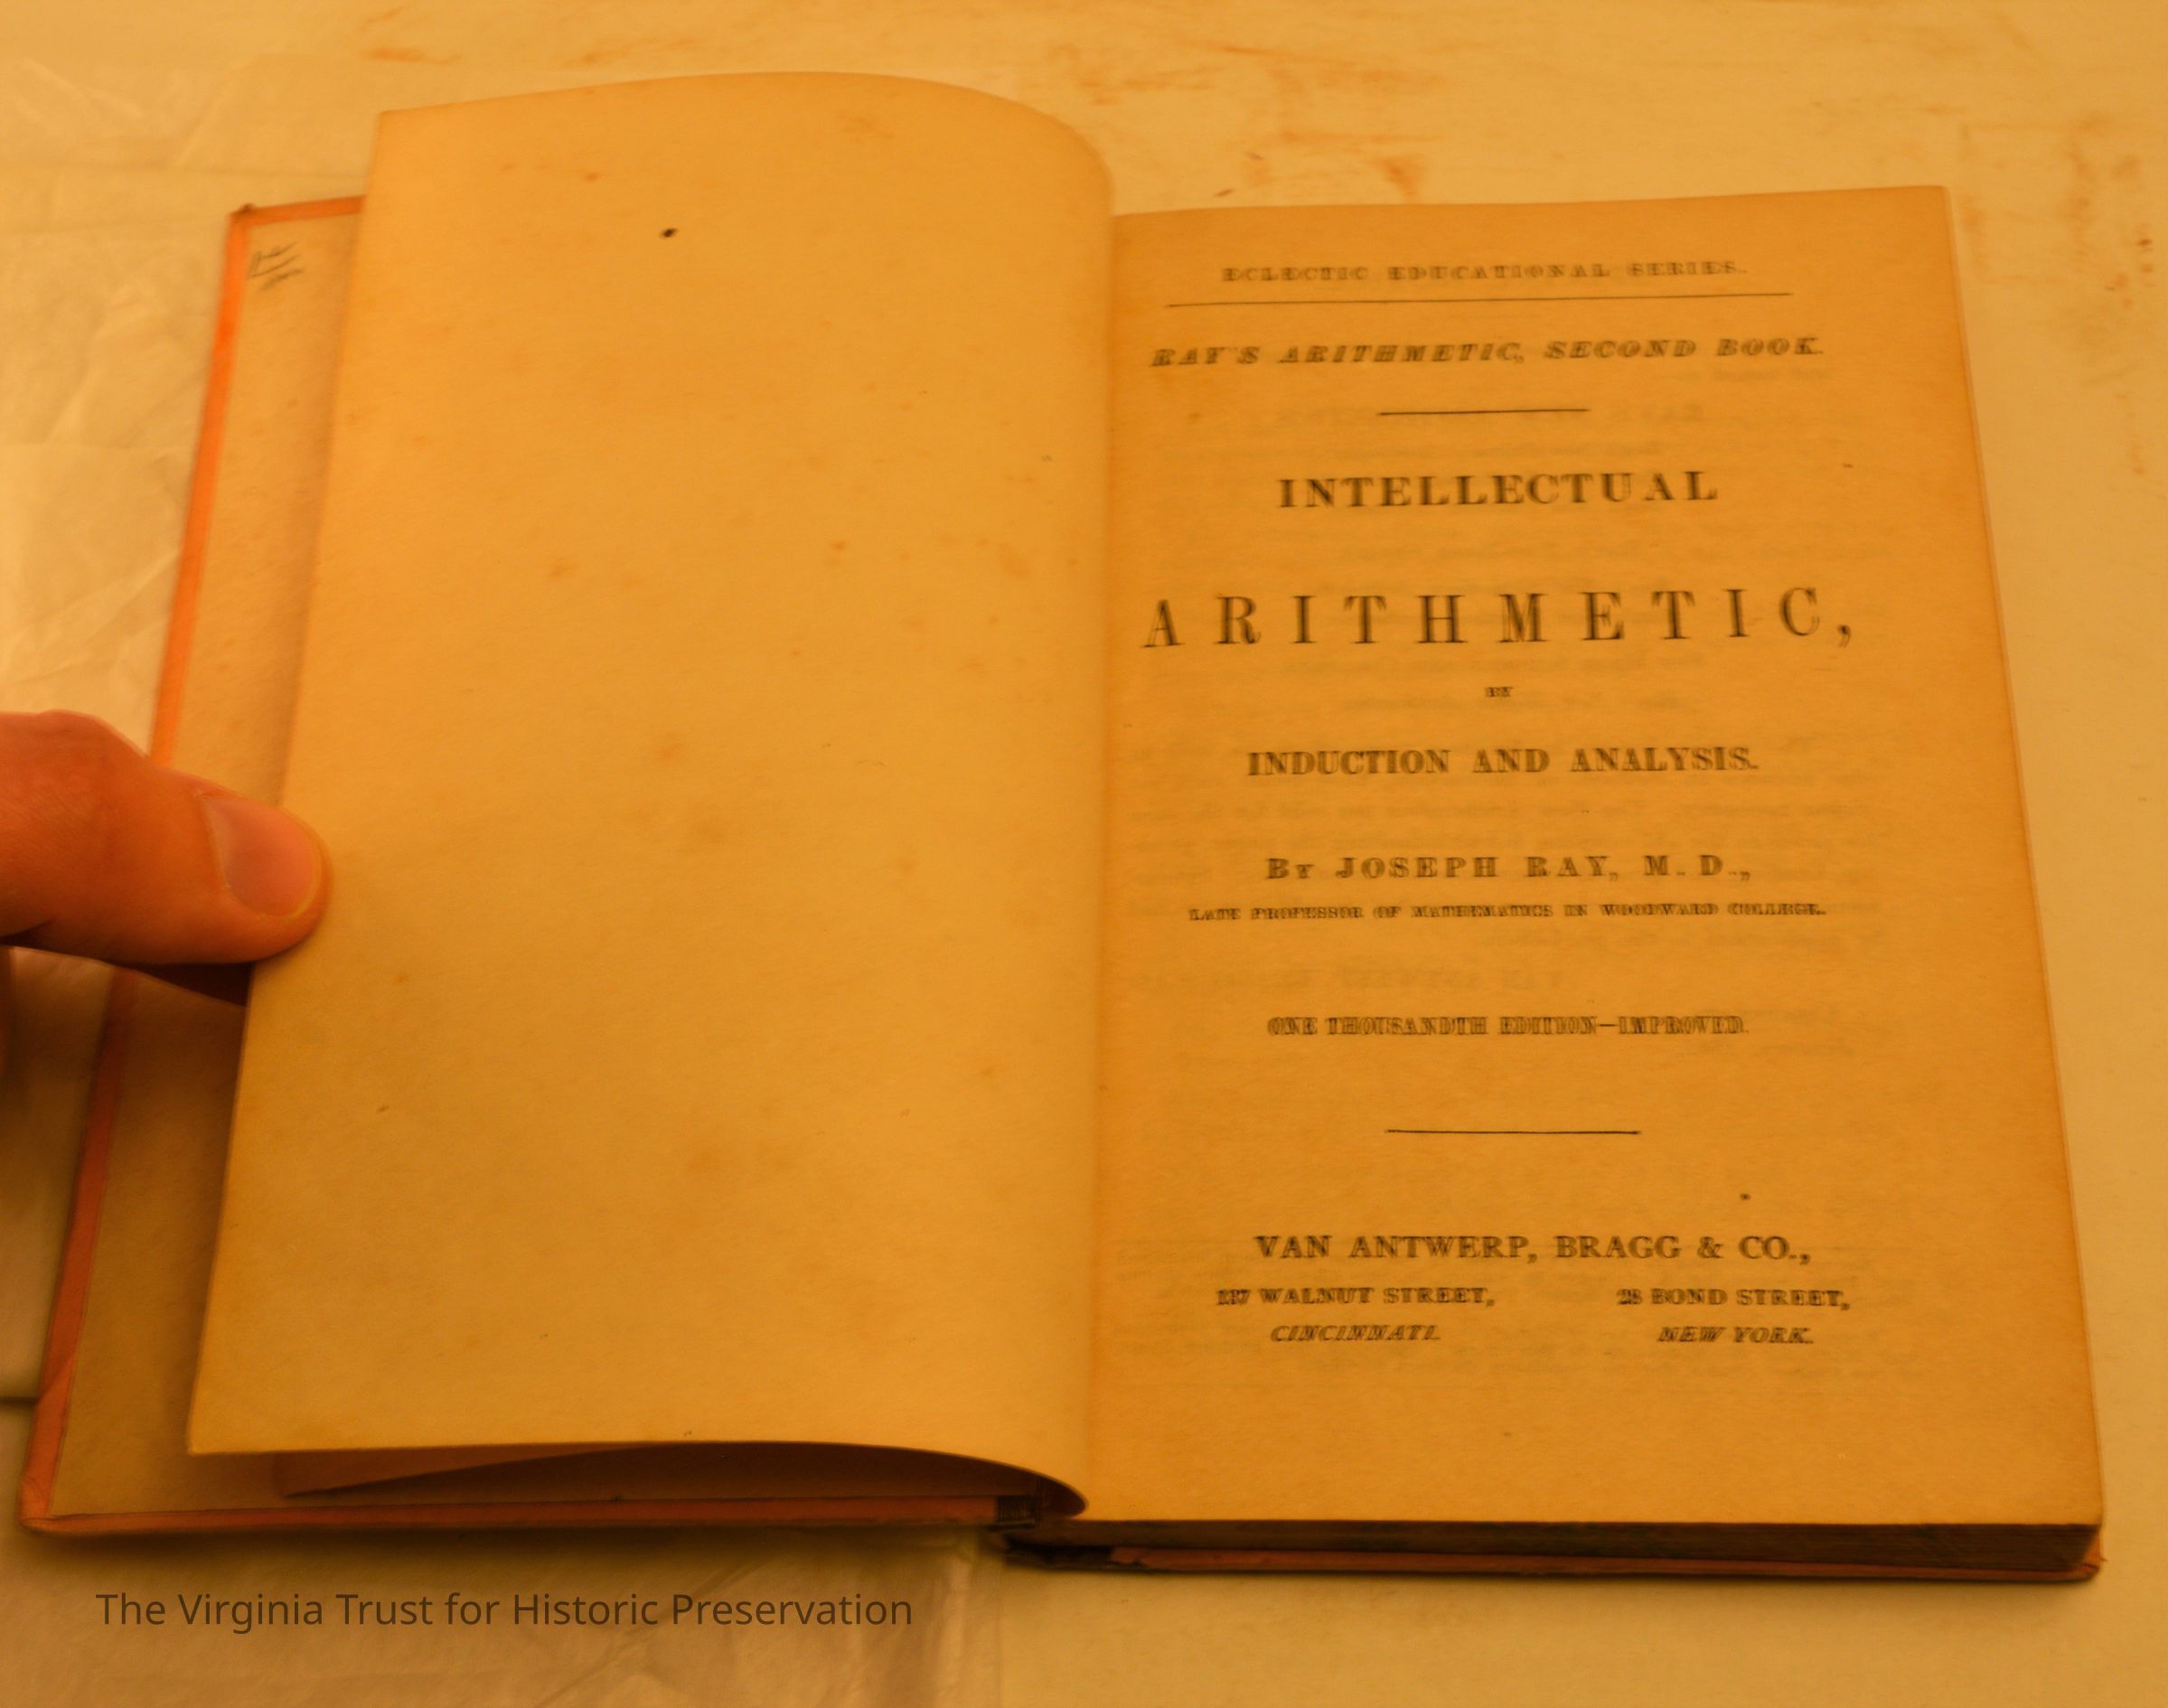 ECLECTIC EDUCATIONAL SERIES.
RAY'S ARITHMETIC, SECOND BOOK.
INTELLECTUAL
ARITHMETIC,
BY
INDUCTION AND ANALYSIS.
By JOSEPH RAY, M. D.,
LATE PROFESSOR OF MATHEMATICS IN WOODWARD COLLEGE.
ONE THOUSANDTH EDITION—IMPROVED.
VAN ANTWERP, BRAGG & CO.,
137 WALNUT STREET, 28 BOND STREET,
CINCINNATI. NEW YORK.
The Virginia Trust for Historic Preservation